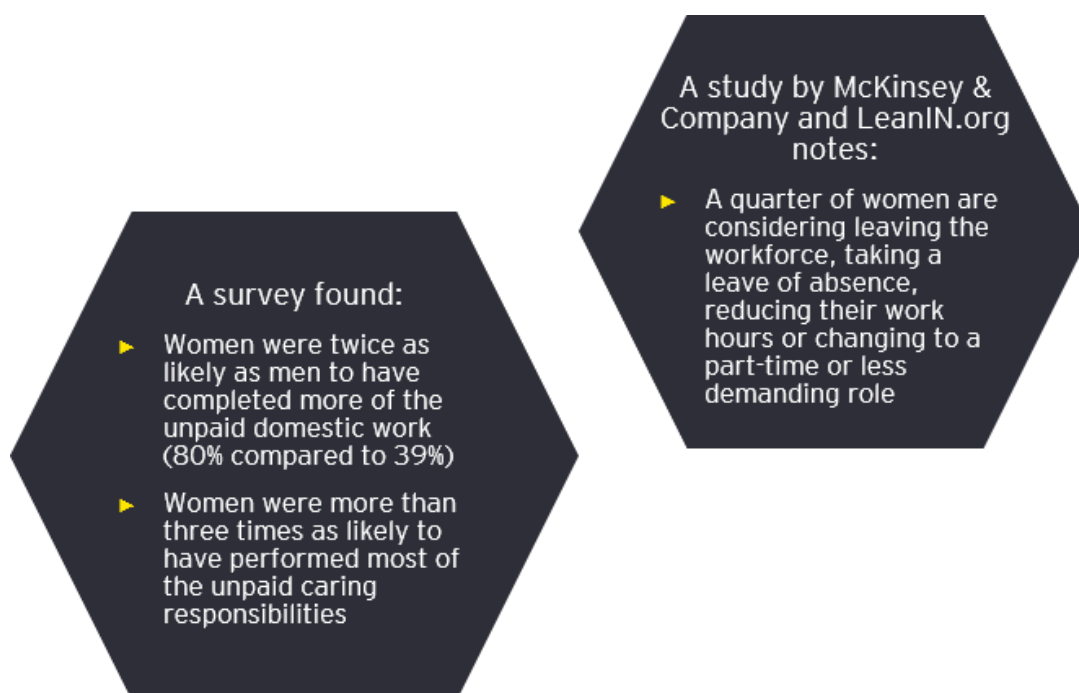 A study by McKinsey &
Company and LeanIN.org
notes:
► A quarter of women are
considering leaving the
workforce, taking a
leave of absence,
reducing their work
hours or changing to a
part-time or less
demanding role
A survey found:
► Women were twice as
likely as men to have
completed more of the
unpaid domestic work
(80% compared to 39%)
► Women were more than
three times as likely to
have performed most of
the unpaid caring
responsibilities